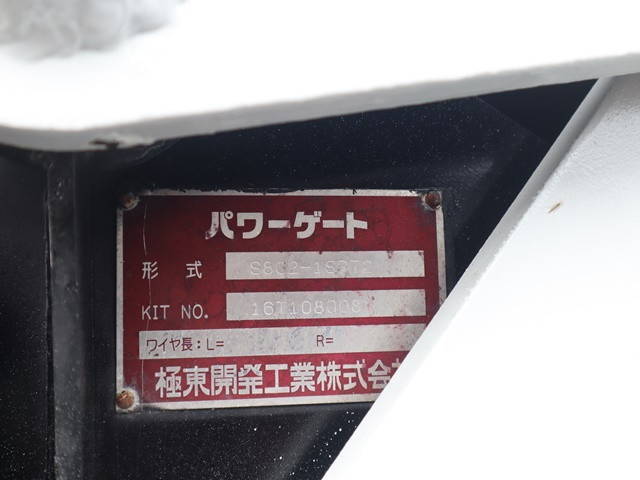 パワーゲート
形式
KIT NO. 16T108008
ワイヤ長:L= R=
極東開発工業株式会